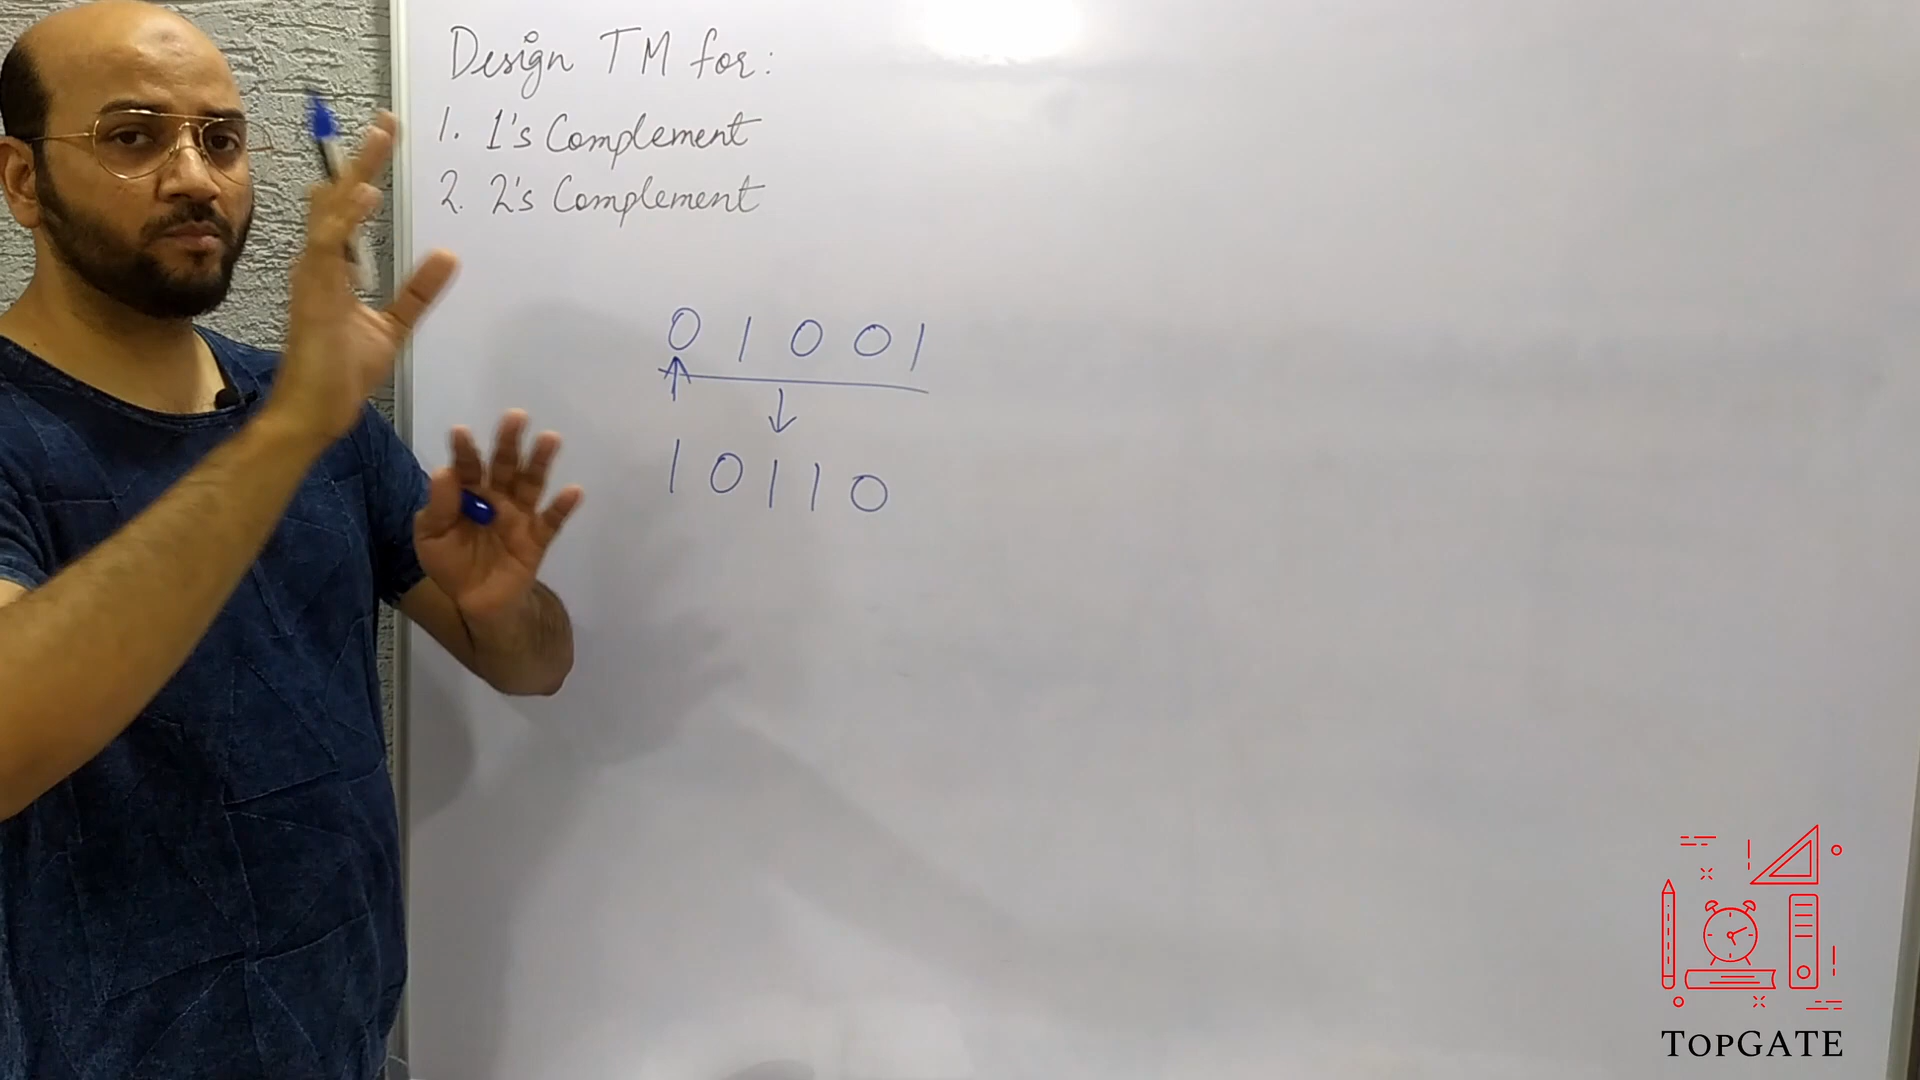 Design TM for:
1. 1's Complement
2. 2's Complement
0 1 0 0 1
1 0 1 1 0
TOPGATE